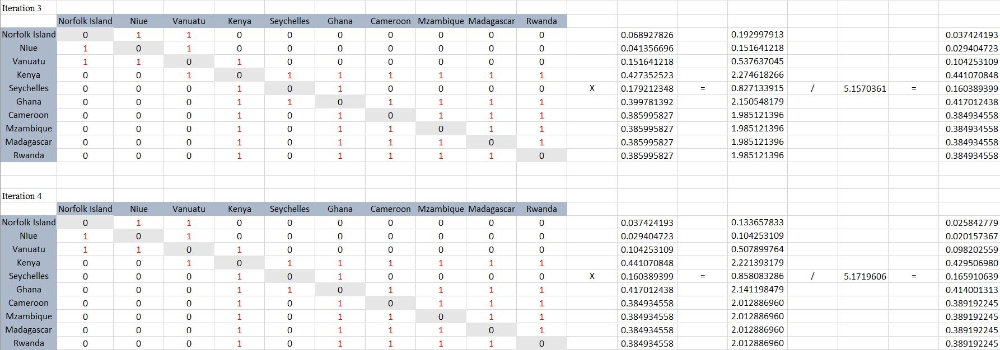 Iteration 3
Norfolk Island Niue Vanuatu Kenya Seychelles Ghana Cameroon Mzambique Madagascar Rwanda
Norfolk Island 0 1 1 0 0 0 0 0 0 0 0.068927826 0.192997913 0.037424193
Niue 1 0 1 0 0 0 0 0 0 0 0.041356696 0.151641218 0.029404723
Vanuatu 1 1 0 1 0 0 0 0 0 0 0.151641218 0.537637045 0.104253109
Kenya 0 0 1 0 1 1 1 1 1 1 0.427352523 2.274618266 0.441070848
Seychelles 0 0 0 1 0 1 0 0 0 0 X 0.179212348 = 0.827133915 / 5.1570361 = 0.160389399
Ghana 0 0 0 1 1 0 1 1 1 1 0.399781392 2.150548179 0.417012438
Cameroon 0 0 0 1 0 1 0 1 1 1 0.385995827 1.985121396 0.384934558
Mzambique 0 0 0 1 0 1 1 0 1 1 0.385995827 1.985121396 0.384934558
Madagascar 0 0 0 1 0 1 1 1 0 1 0.385995827 1.985121396 0.384934558
Rwanda 0 0 0 1 0 1 1 1 1 0 0.385995827 1.985121396 0.384934558
Iteration 4
Norfolk Island Niue Vanuatu Kenya Seychelles Ghana Cameroon Mzambique Madagascar Rwanda
Norfolk Island 0 1 1 0 0 0 0 0 0 0 0.037424193 0.133657833 0.025842779
Niue 1 0 1 0 0 0 0 0 0 0 0.029404723 0.104253109 0.020157367
Vanuatu 1 1 0 1 0 0 0 0 0 0 0.104253109 0.507899764 0.098202559
Kenya 0 0 1 0 1 1 1 1 1 1 0.441070848 2.221393179 0.429506980
Seychelles 0 0 0 1 0 1 0 0 0 0 X 0.160389399 = 0.858083286 / 5.1719606 = 0.165910639
Ghana 0 0 0 1 1 0 1 1 1 1 0.417012438 2.141198479 0.414001313
Cameroon 0 0 0 1 0 1 0 1 1 1 0.384934558 2.012886960 0.389192245
Mzambique 0 0 0 1 0 1 1 0 1 1 0.384934558 2.012886960 0.389192245
Madagascar 0 0 0 1 0 1 1 1 0 1 0.384934558 2.012886960 0.389192245
Rwanda 0 0 0 1 0 1 1 1 1 0 0.384934558 2.012886960 0.389192245